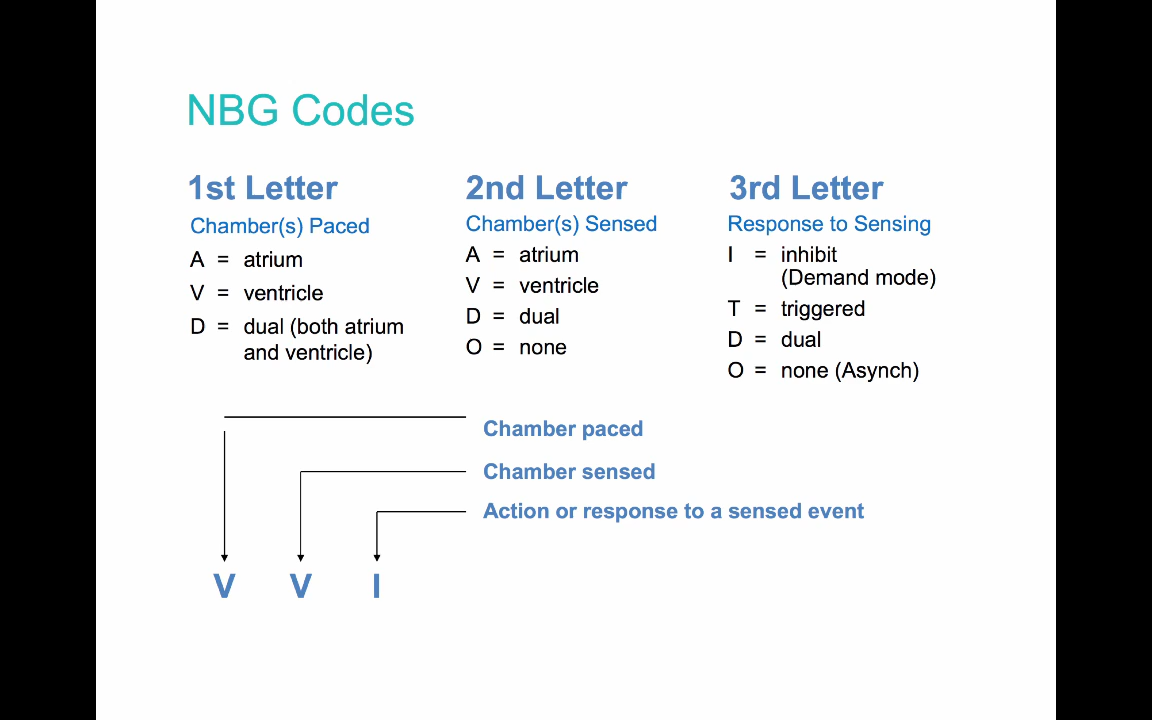 NBG Codes
1st Letter
Chamber(s) Paced
A = atrium
V = ventricle
D = dual (both atrium
and ventricle)
2nd Letter
Chamber(s) Sensed
A = atrium
V = ventricle
D = dual
O = none
3rd Letter
Response to Sensing
I = inhibit
(Demand mode)
T = triggered
D = dual
O = none (Asynch)
Chamber paced
Chamber sensed
Action or response to a sensed event
V V I